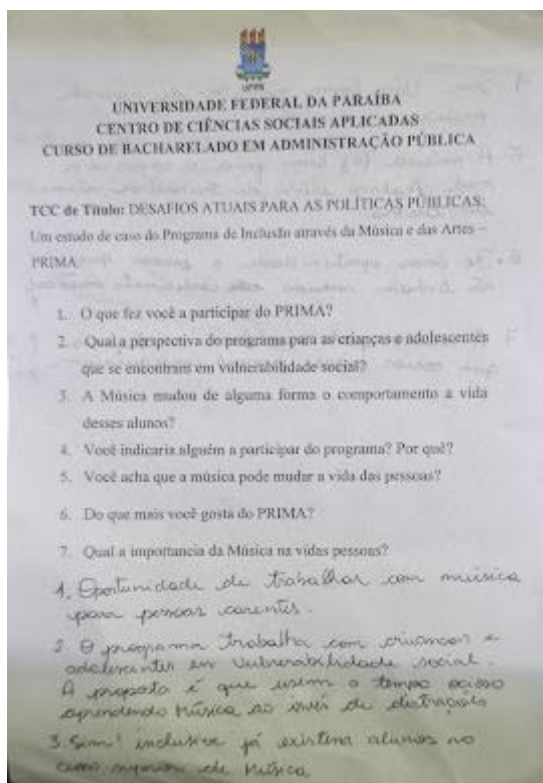 UFPB
UNIVERSIDADE FEDERAL DA PARAÍBA
CENTRO DE CIÊNCIAS SOCIAIS APLICADAS
CURSO DE BACHARELADO EM ADMINISTRAÇÃO PÚBLICA
TCC de Título: DESAFIOS ATUAIS PARA AS POLÍTICAS PÚBLICAS:
Um estudo de caso do Programa de Inclusão através da Música e das Artes –
PRIMA
1. O que fez você a participar do PRIMA?
2. Qual a perspectiva do programa para as crianças e adolescentes
que se encontram em vulnerabilidade social?
3. A Música mudou de alguma forma o comportamento a vida
desses alunos?
4. Você indicaria alguém a participar do programa? Por quê?
5. Você acha que a música pode mudar a vida das pessoas?
6. Do que mais você gosta do PRIMA?
7. Qual a importancia da Música na vidas pessoas?
1. Oportunidade de trabalhar com música
para pessoas carentes.
2 O programa trabalha com crianças e
adolescentes em vulnerabilidade social.
A proposta é que usem o tempo ocioso
aprendendo Música ao invés de distrações
3 Sim! inclusive já alunos no
curso superior de Música